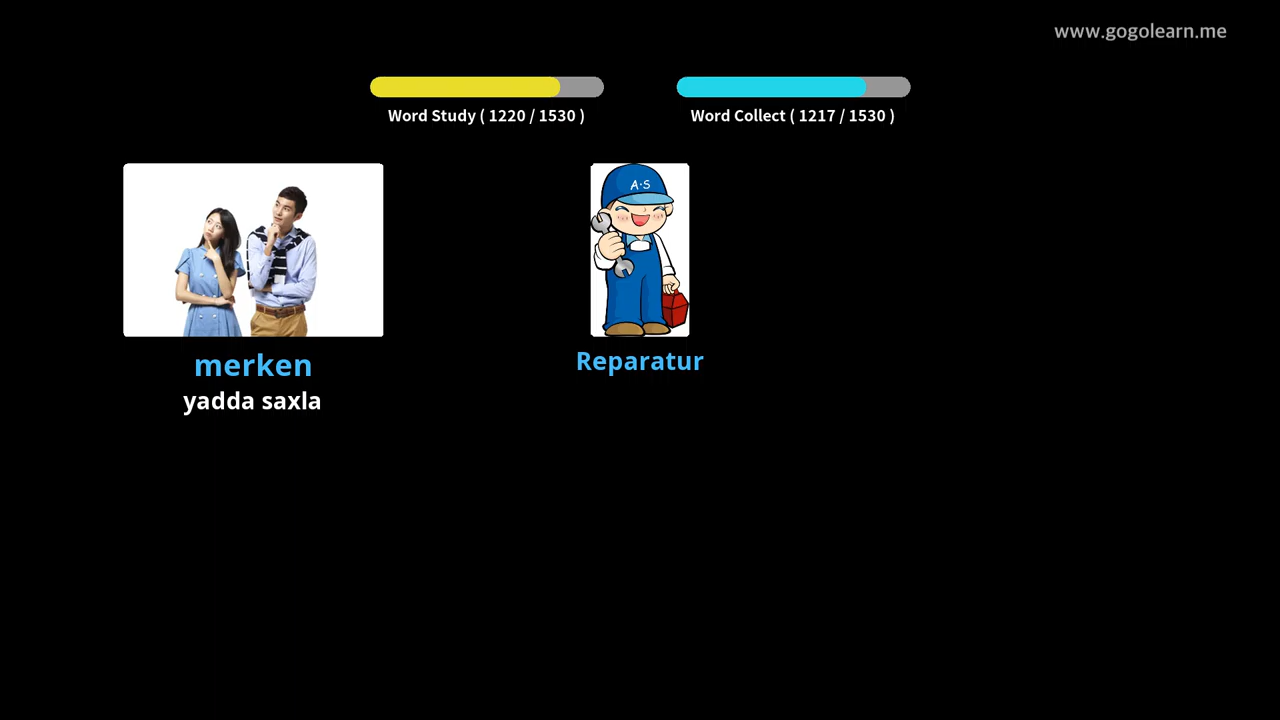 www.gogolearn.me
Word Study ( 1220 / 1530 )
Word Collect ( 1217 / 1530 )
A·S
merken
yadda saxla
Reparatur